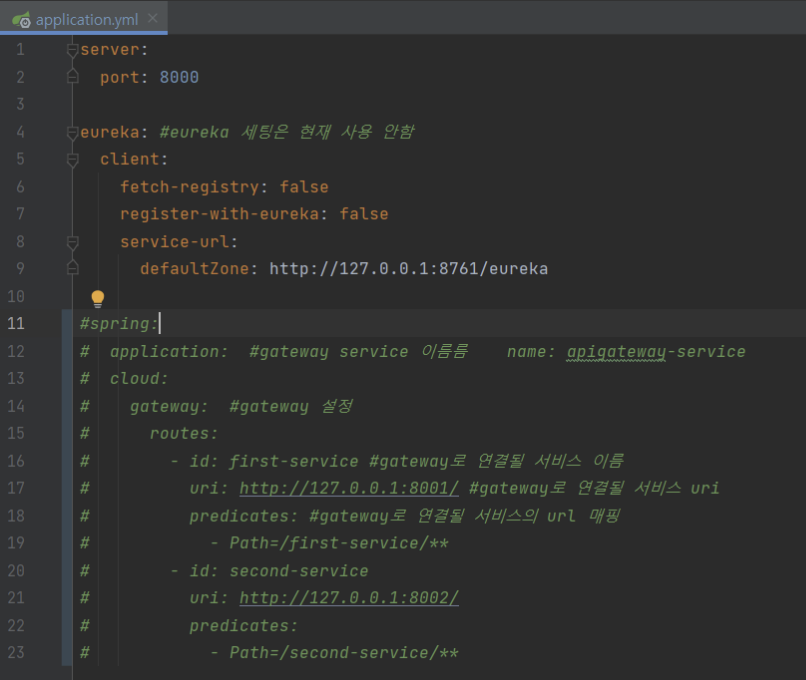 application.yml
1 server:
2 port: 8000
3
4 eureka: #eureka 세팅은 현재 사용 안함
5 client:
6 fetch-registry: false
7 register-with-eureka: false
8 service-url:
9 defaultZone: http://127.0.0.1:8761/eureka
10
11 #spring:
12 # application: #gateway service 이름름 name: apigateway-service
13 # cloud:
14 # gateway: #gateway 설정
15 # routes:
16 # - id: first-service #gateway로 연결될 서비스 이름
17 # uri: http://127.0.0.1:8001/ #gateway로 연결될 서비스 uri
18 # predicates: #gateway로 연결될 서비스의 url 매핑
19 # - Path=/first-service/**
20 # - id: second-service
21 # uri: http://127.0.0.1:8002/
22 # predicates:
23 # - Path=/second-service/**